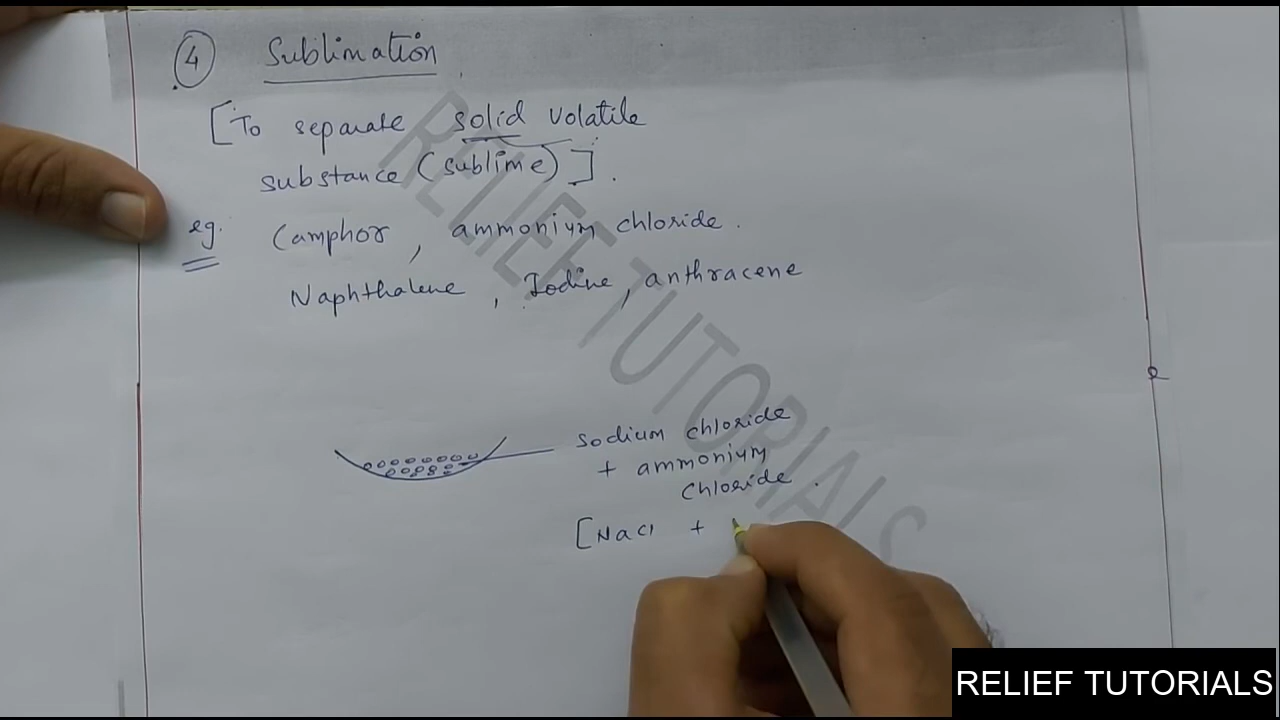 4 Sublimation
[To separate solid volatile
substance (sublime)].
eg. Camphor, ammonium chloride.
Naphthalene, Iodine, anthracene
sodium chloride
+ ammonium
chloride.
[NaCl +
RELIEF TUTORIALS
RELIEF TUTORIALS